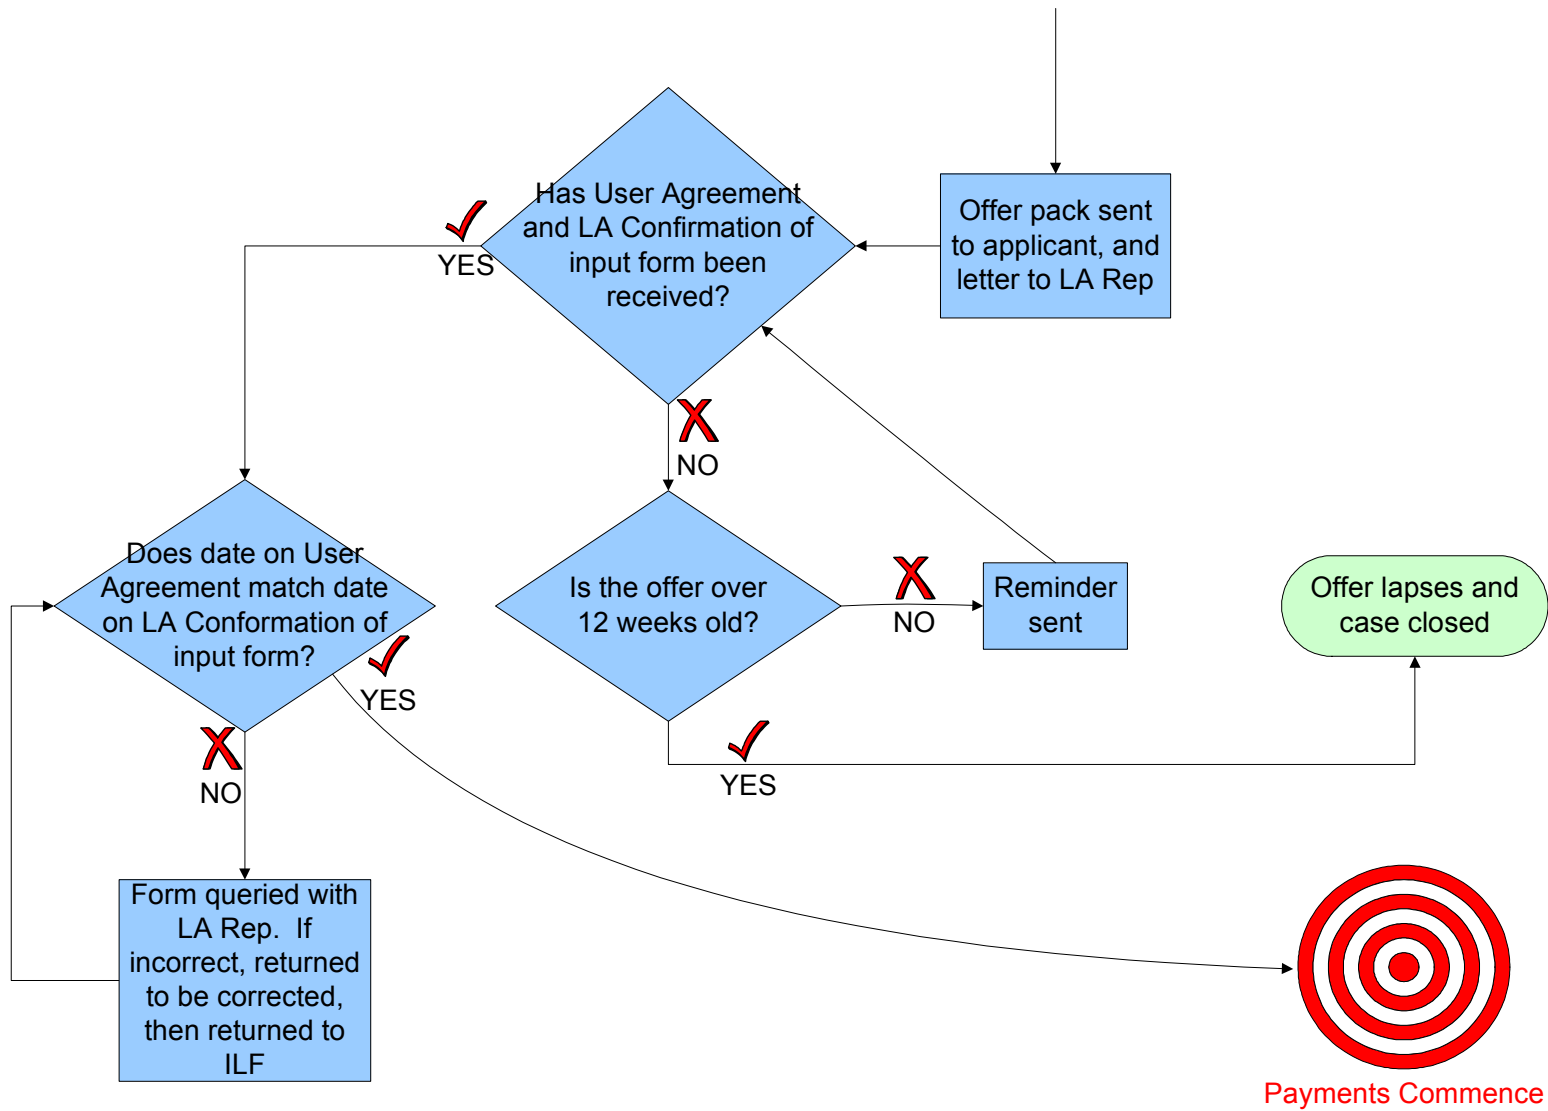 Offer pack sent
to applicant, and
letter to LA Rep
Has User Agreement
and LA Confirmation of
input form been
received?
YES
NO
Does date on User
Agreement match date
on LA Conformation of
input form?
YES
NO
Is the offer over
12 weeks old?
NO
YES
Reminder
sent
Offer lapses and
case closed
Form queried with
LA Rep.  If
incorrect, returned
to be corrected,
then returned to
ILF
Payments Commence